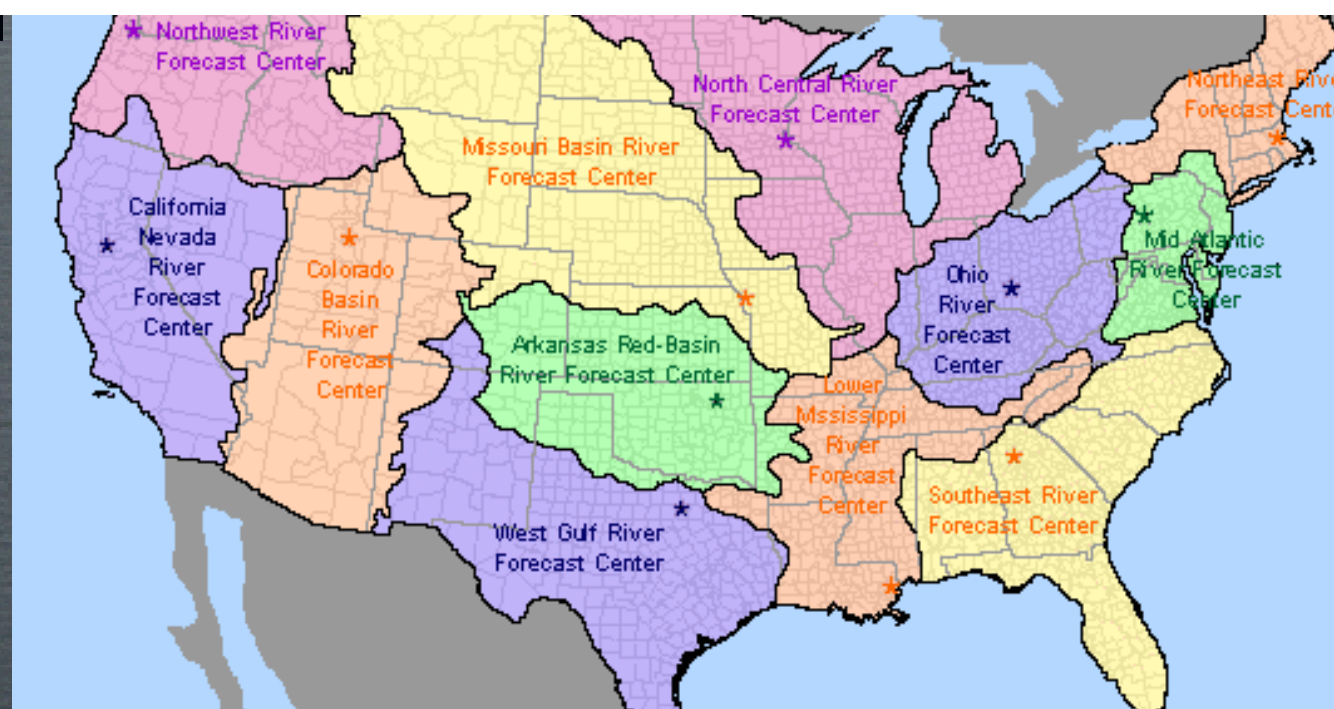 Northwest River
Forecast Center
North Central River
Forecast Center
Northeast Rive
Forecast Cent
Missouri Basin River
Forecast Center
California
Nevada
River
Forecast
Center
Colorado
Basin
River
Forecast
Center
Ohio
River
Forecast
Center
Mid-Atlantic
River Forecast
Center
Arkansas Red-Basin
River Forecast Center
Lower
Mississippi
River
Forecast
Center
Southeast River
Forecast Center
West Gulf River
Forecast Center